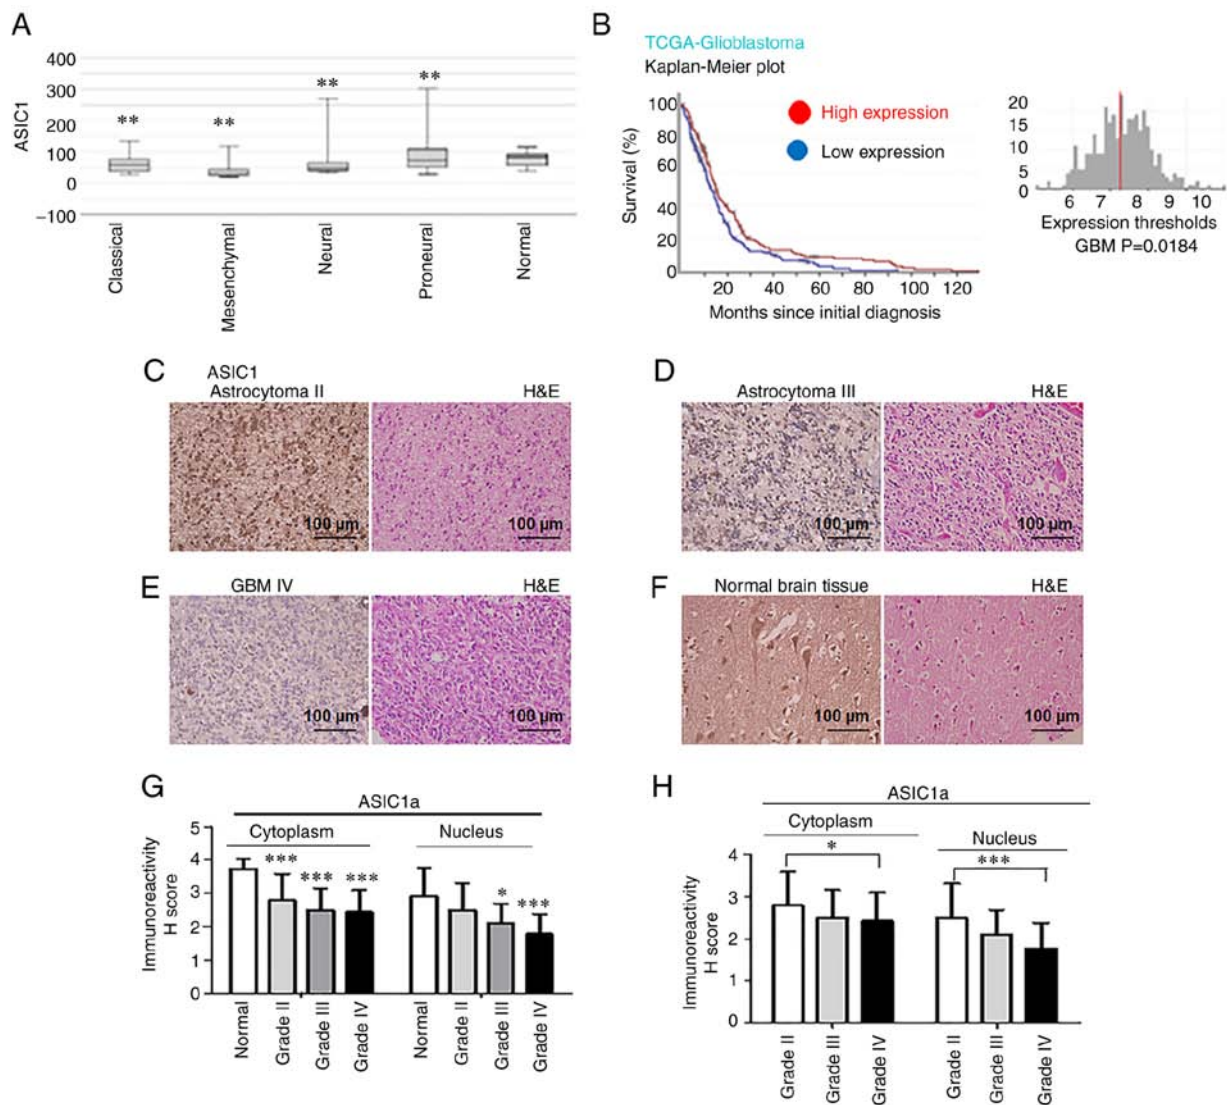 A
400
300
200
100
0
−100
ASIC1
**
**
**
**
Classical
Mesenchymal
Neural
Proneural
Normal
B
TCGA-Glioblastoma
Kaplan-Meier plot
High expression
Low expression
100
80
60
40
20
0
Survival (%)
20 40 60 80 100 120
Months since initial diagnosis
20
15
10
5
0
6 7 8 9 10
Expression thresholds
GBM P=0.0184
C
ASIC1
Astrocytoma II
H&E
100 µm
100 µm
D
Astrocytoma III
H&E
100 µm
100 µm
E
GBM IV
H&E
100 µm
100 µm
F
Normal brain tissue
H&E
100 µm
100 µm
G
ASIC1a
Cytoplasm
Nucleus
5
4
3
2
1
0
Immunoreactivity
H score
***
***
***
*
***
Normal
Grade II
Grade III
Grade IV
Normal
Grade II
Grade III
Grade IV
H
ASIC1a
Cytoplasm
Nucleus
4
3
2
1
0
Immunoreactivity
H score
*
***
Grade II
Grade III
Grade IV
Grade II
Grade III
Grade IV